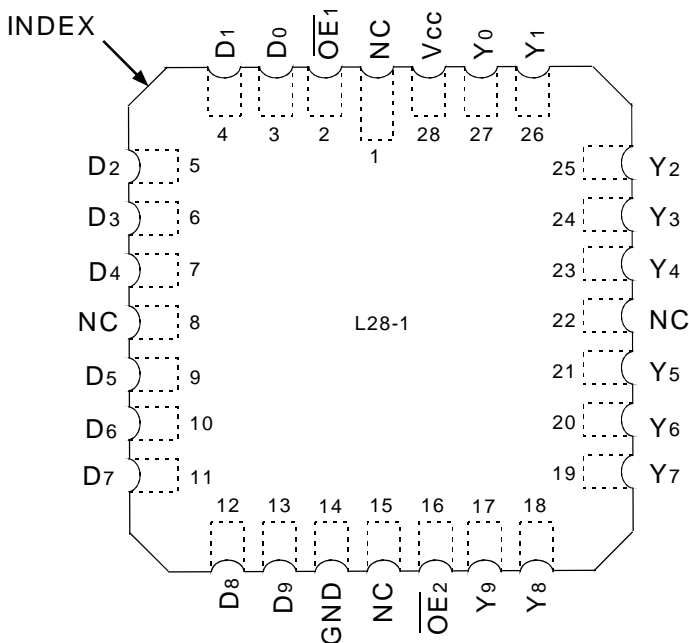 INDEX
D1 D0 O̅E̅1 NC Vcc Y0 Y1
4 3 2 1 28 27 26
D2 5 25 Y2
D3 6 24 Y3
D4 7 23 Y4
NC 8 L28-1 22 NC
D5 9 21 Y5
D6 10 20 Y6
D7 11 19 Y7
12 13 14 15 16 17 18
D8 D9 GND NC O̅E̅2 Y9 Y8